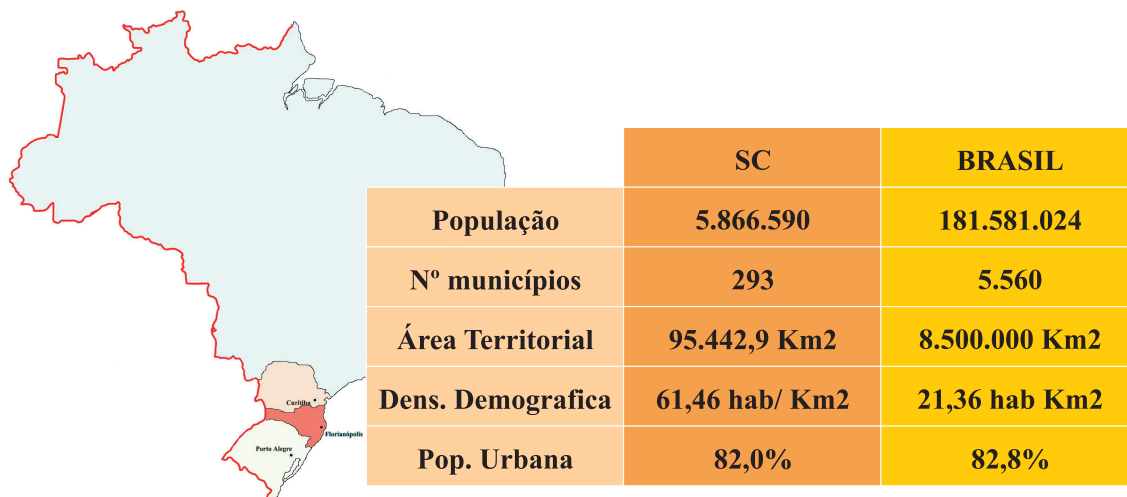 SC BRASIL
População 5.866.590 181.581.024
Nº municípios 293 5.560
Área Territorial 95.442,9 Km2 8.500.000 Km2
Dens. Demografica 61,46 hab/ Km2 21,36 hab Km2
Pop. Urbana 82,0% 82,8%
Curitiba
Florianópolis
Porto Alegre